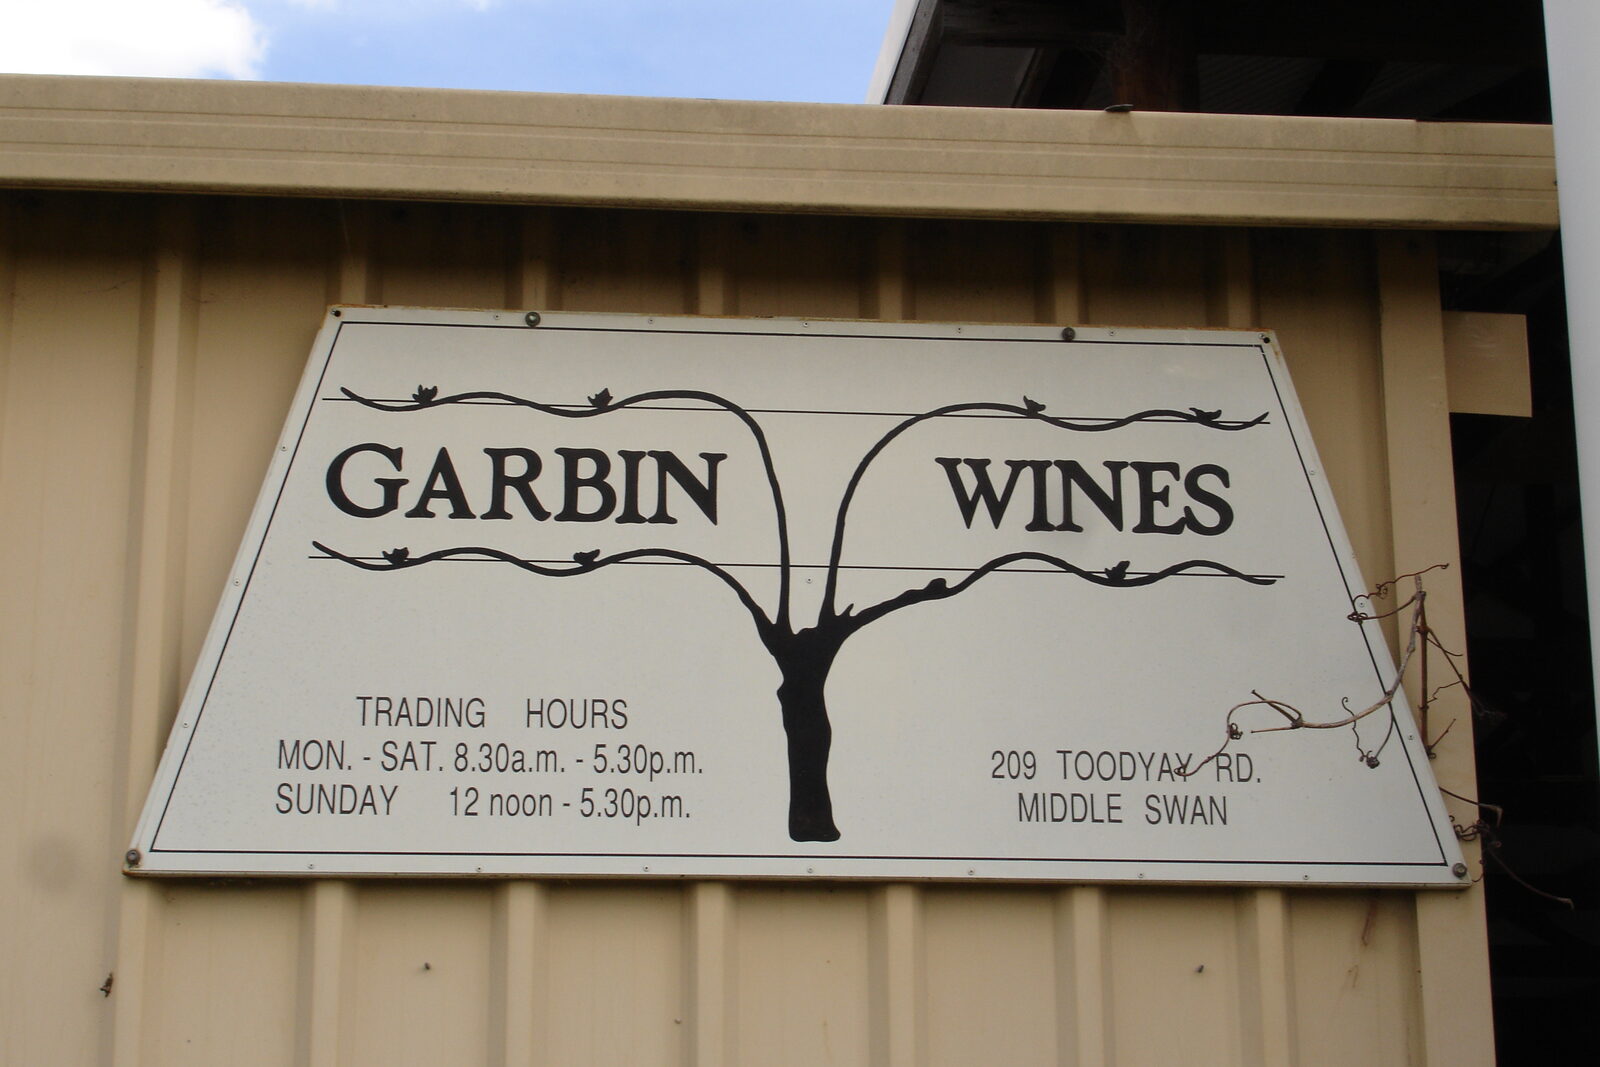 GARBIN WINES
TRADING HOURS
MON. - SAT. 8.30a.m. - 5.30p.m.
SUNDAY 12 noon - 5.30p.m.
209 TOODYAY RD.
MIDDLE SWAN